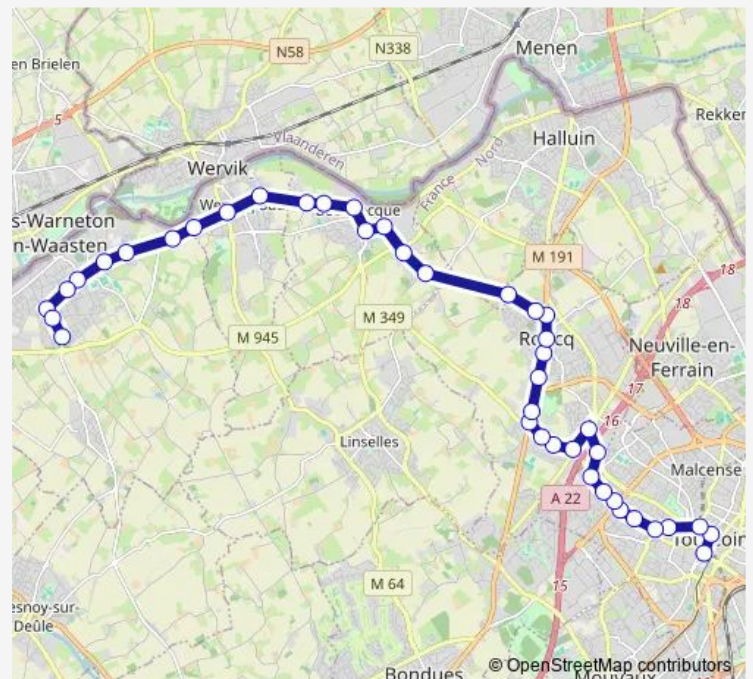 Menen
N338
N58
en Brielen
5
Rekker
Halluin
Vlaanderen
Wervik
France
Nord
s-Warneton
n-Waasten
M 191
18
18
M 349
M 945
Neuville-en-
Ferrain
17
16
Linselles
Malcense
A 22
M 64
15
esnoy-sur-
Deûle
Bondues
© OpenStreetMap contributors